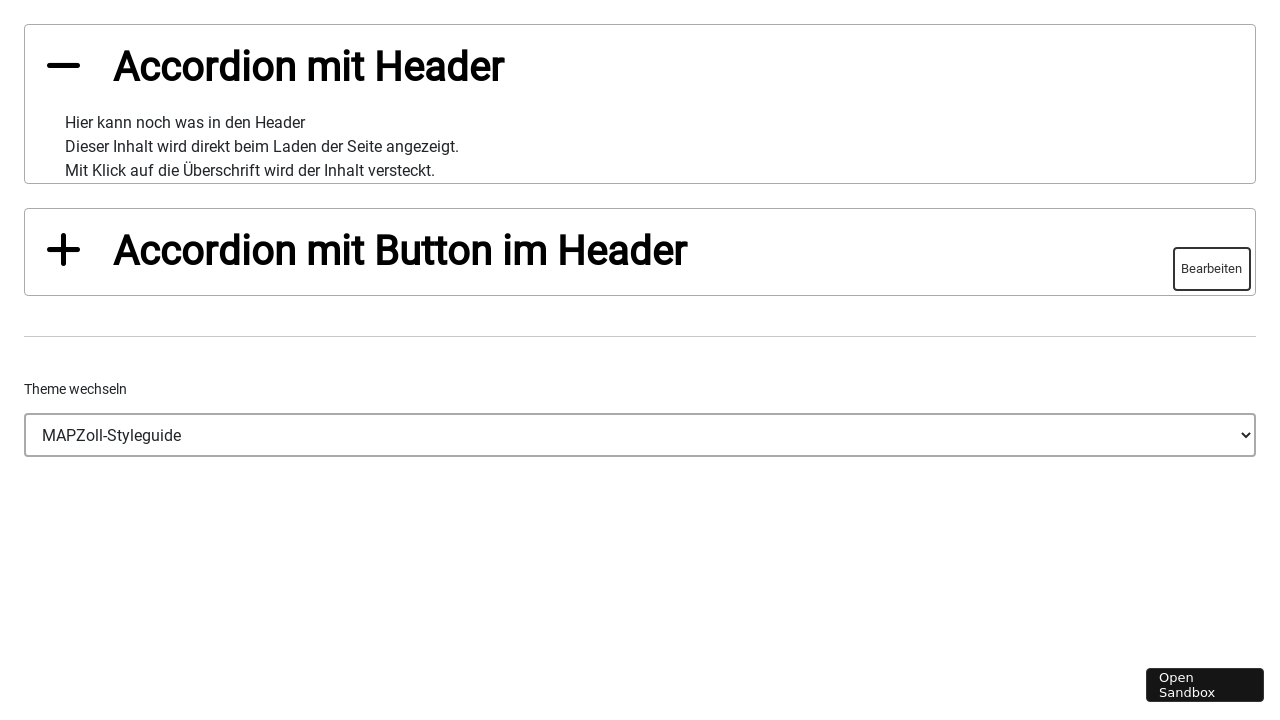 Accordion mit Header
Hier kann noch was in den Header
Dieser Inhalt wird direkt beim Laden der Seite angezeigt.
Mit Klick auf die Überschrift wird der Inhalt versteckt.
Accordion mit Button im Header
Bearbeiten
Theme wechseln
MAPZoll-Styleguide
Open
Sandbox